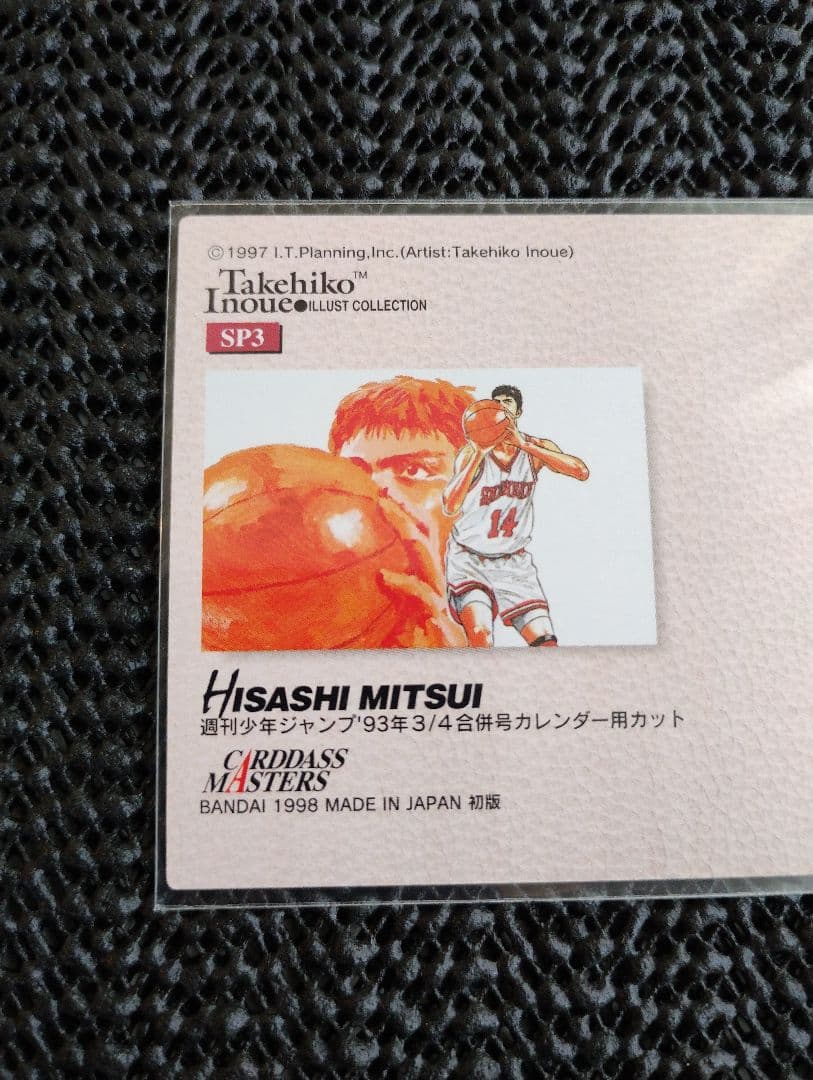 ©1997 I.T.Planning,Inc.(Artist:Takehiko Inoue)
Takehiko™
Inoue●ILLUST COLLECTION
SP3
SHOHOKU
14
HISASHI MITSUI
週刊少年ジャンプ'93年3/4合併号カレンダー用カット
CARDDASS
MASTERS
BANDAI 1998 MADE IN JAPAN 初版